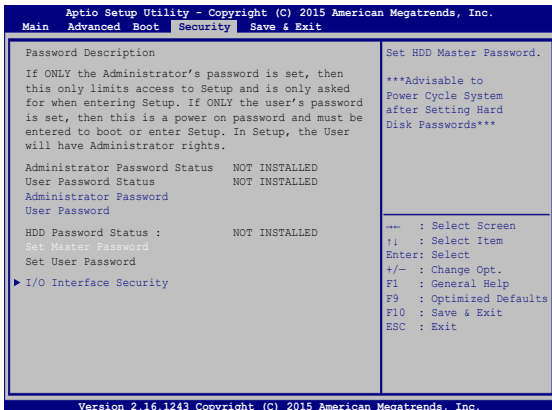 Aptio Setup Utility - Copyright (C) 2015 American Megatrends, Inc.
Main Advanced Boot Security Save & Exit
Password Description
If ONLY the Administrator's password is set, then
this only limits access to Setup and is only asked
for when entering Setup. If ONLY the user's password
is set, then this is a power on password and must be
entered to boot or enter Setup. In Setup, the User
will have Administrator rights.
Administrator Password Status NOT INSTALLED
User Password Status NOT INSTALLED
Administrator Password
User Password
HDD Password Status : NOT INSTALLED
Set Master Password
Set User Password
▶ I/O Interface Security
Set HDD Master Password.
***Advisable to
Power Cycle System
after Setting Hard
Disk Passwords***
→← : Select Screen
↑↓ : Select Item
Enter: Select
+/— : Change Opt.
F1 : General Help
F9 : Optimized Defaults
F10 : Save & Exit
ESC : Exit
Version 2.16.1243 Copyright (C) 2015 American Megatrends, Inc.